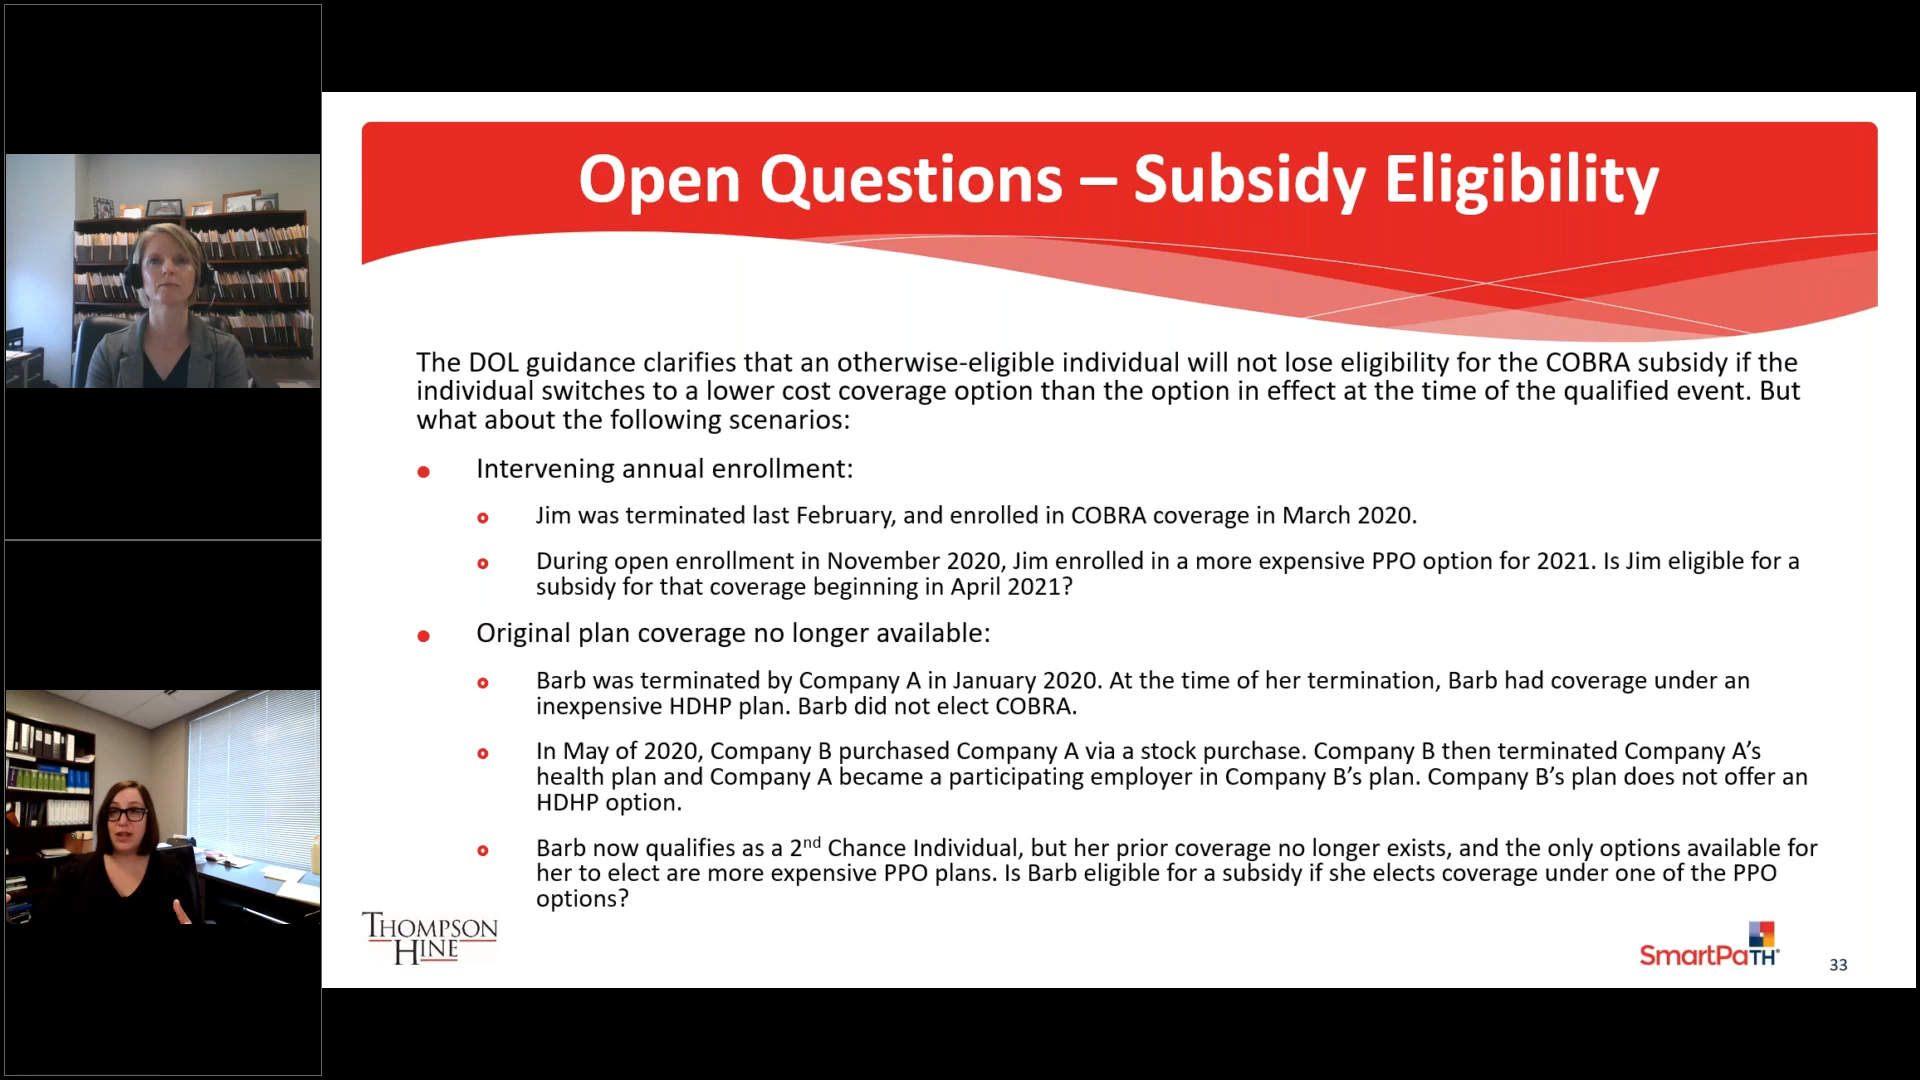 Open Questions – Subsidy Eligibility
The DOL guidance clarifies that an otherwise-eligible individual will not lose eligibility for the COBRA subsidy if the
individual switches to a lower cost coverage option than the option in effect at the time of the qualified event. But
what about the following scenarios:
Intervening annual enrollment:
Jim was terminated last February, and enrolled in COBRA coverage in March 2020.
During open enrollment in November 2020, Jim enrolled in a more expensive PPO option for 2021. Is Jim eligible for a
subsidy for that coverage beginning in April 2021?
Original plan coverage no longer available:
Barb was terminated by Company A in January 2020. At the time of her termination, Barb had coverage under an
inexpensive HDHP plan. Barb did not elect COBRA.
In May of 2020, Company B purchased Company A via a stock purchase. Company B then terminated Company A’s
health plan and Company A became a participating employer in Company B’s plan. Company B’s plan does not offer an
HDHP option.
Barb now qualifies as a 2nd Chance Individual, but her prior coverage no longer exists, and the only options available for
her to elect are more expensive PPO plans. Is Barb eligible for a subsidy if she elects coverage under one of the PPO
options?
THOMPSON
HINE
SmartPaTH
33